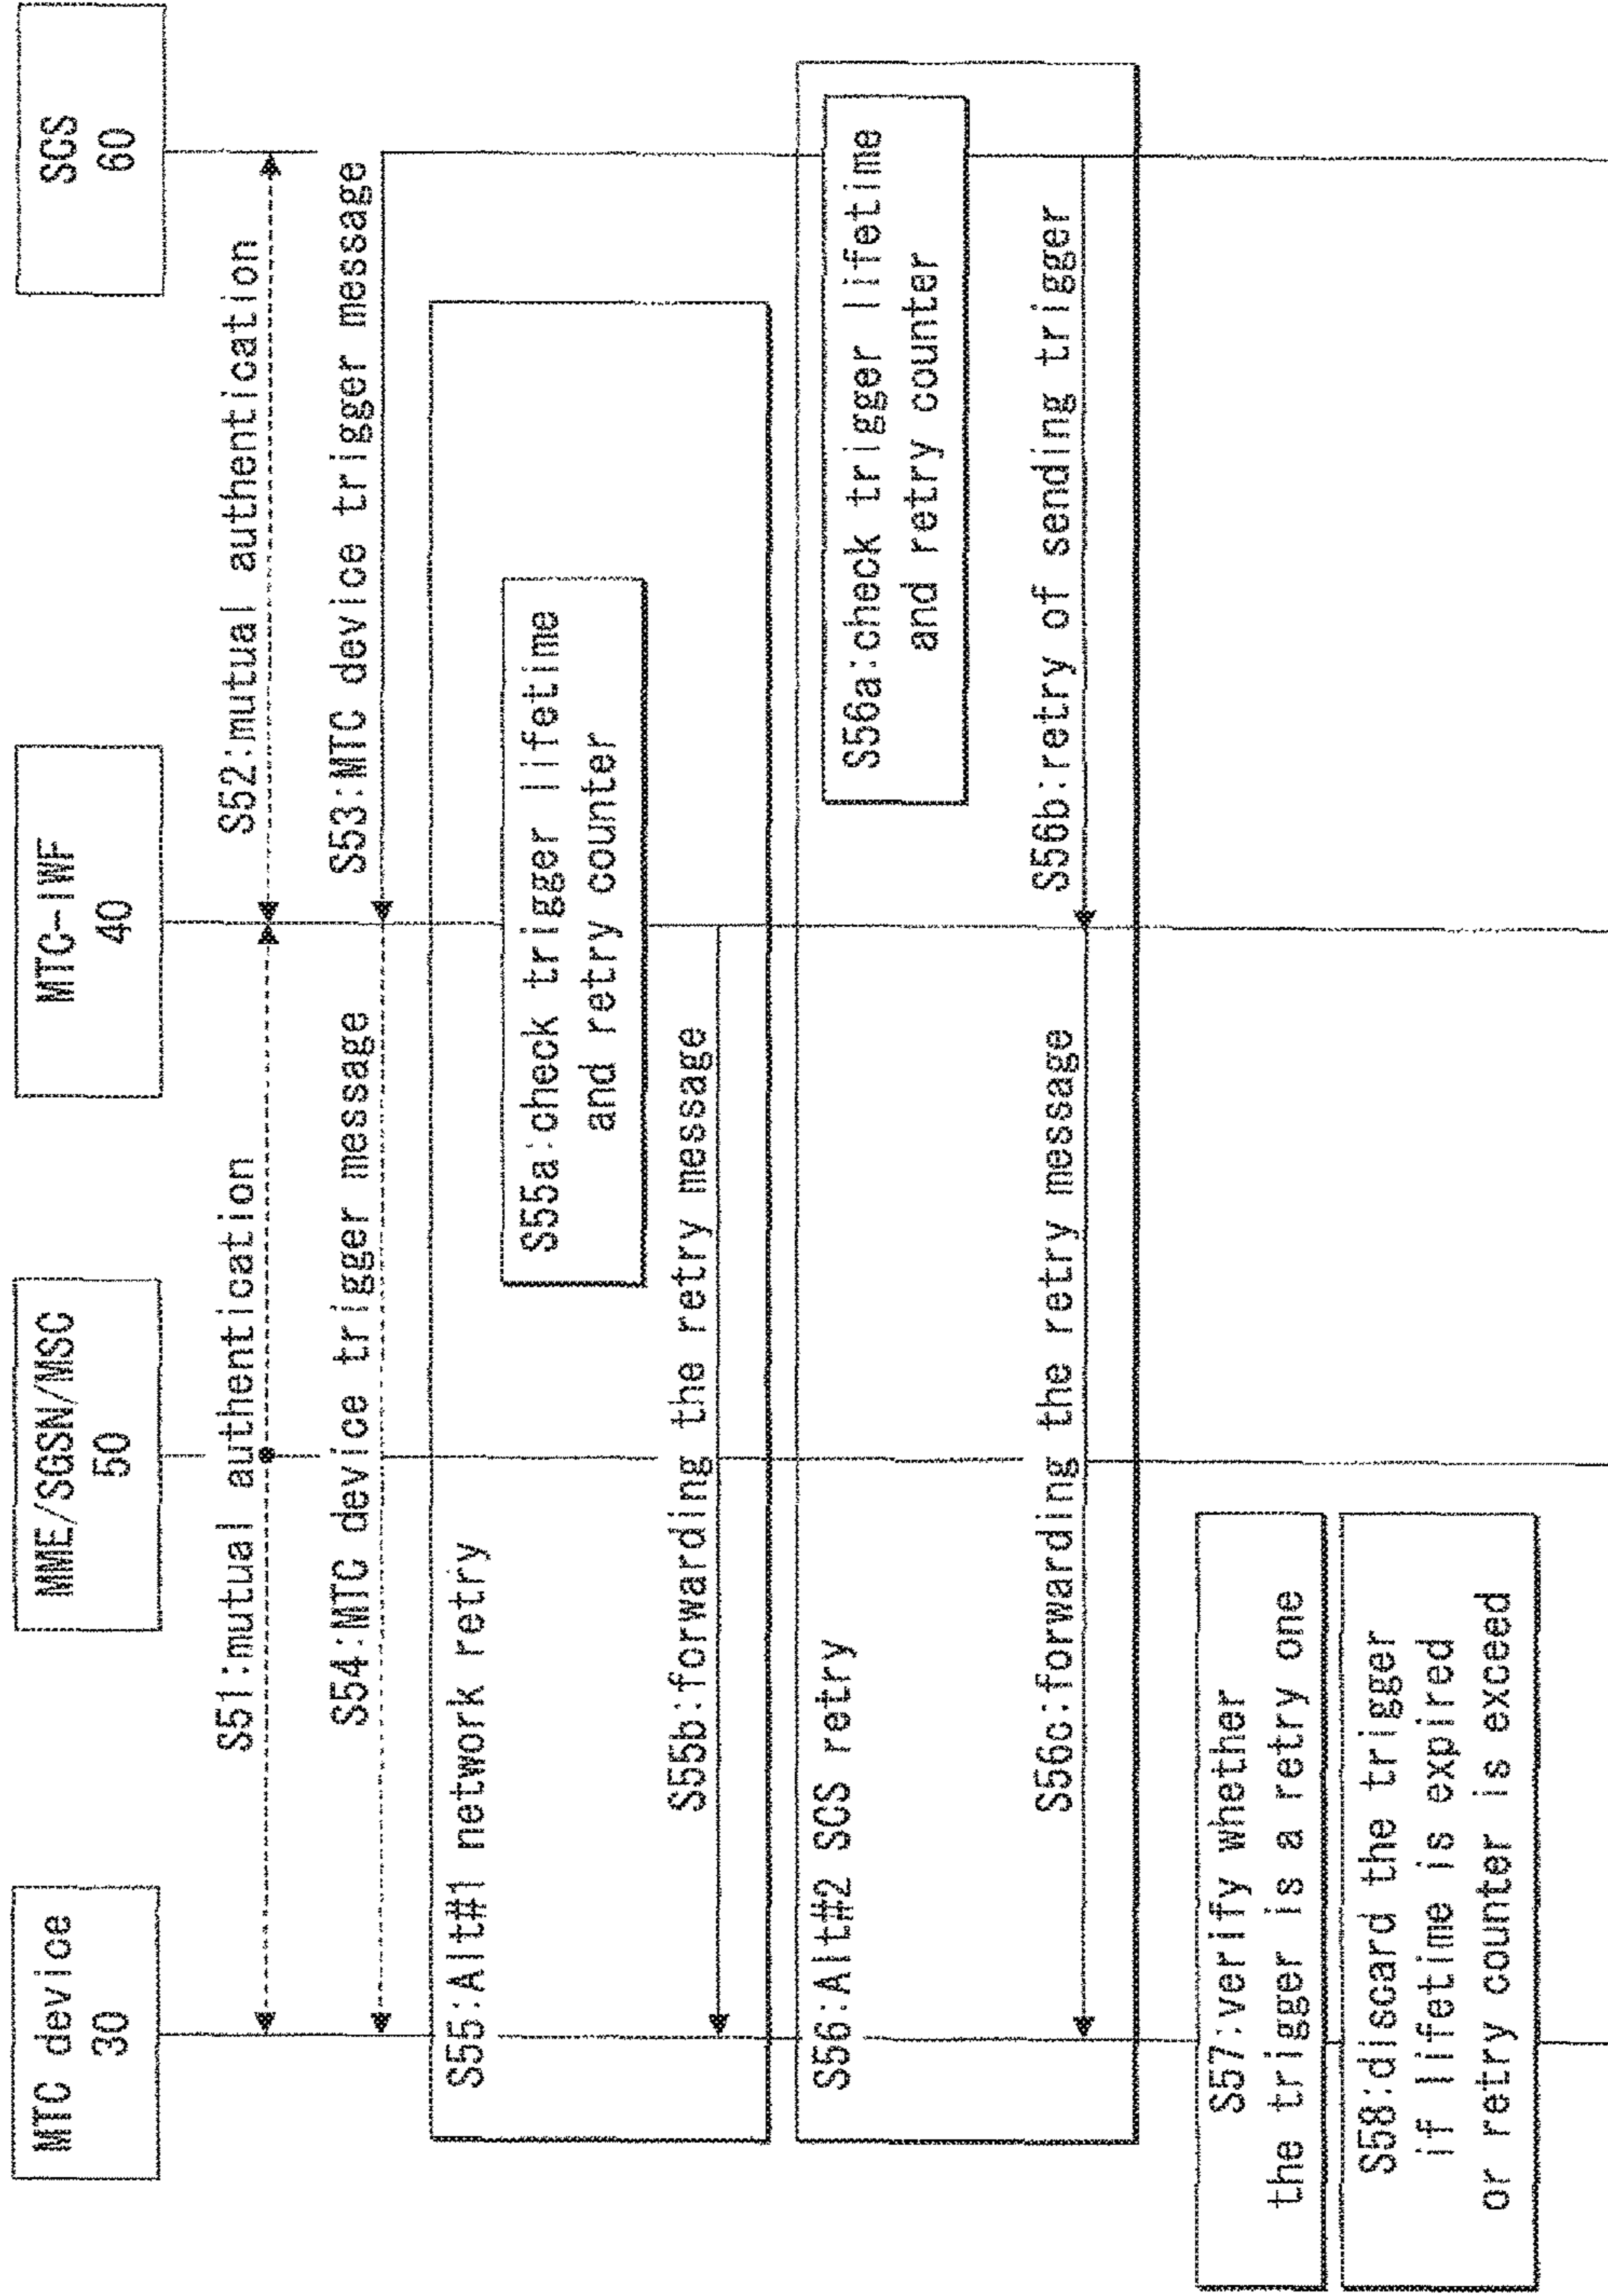 MTC device
30
MME/SGSN/MSC
50
MTC-IWF
40
SCS
60
S51:mutual authentication
S52:mutual authentication
S53:MTC device trigger message
S54:MTC device trigger message
S55:Alt#1 network retry
S55a:check trigger lifetime
and retry counter
S55b:forwarding the retry message
S56:Alt#2 SCS retry
S56a:check trigger lifetime
and retry counter
S56b:retry of sending trigger
S56c:forwarding the retry message
S57:verify whether
the trigger is a retry one
S58:discard the trigger
if lifetime is expired
or retry counter is exceed